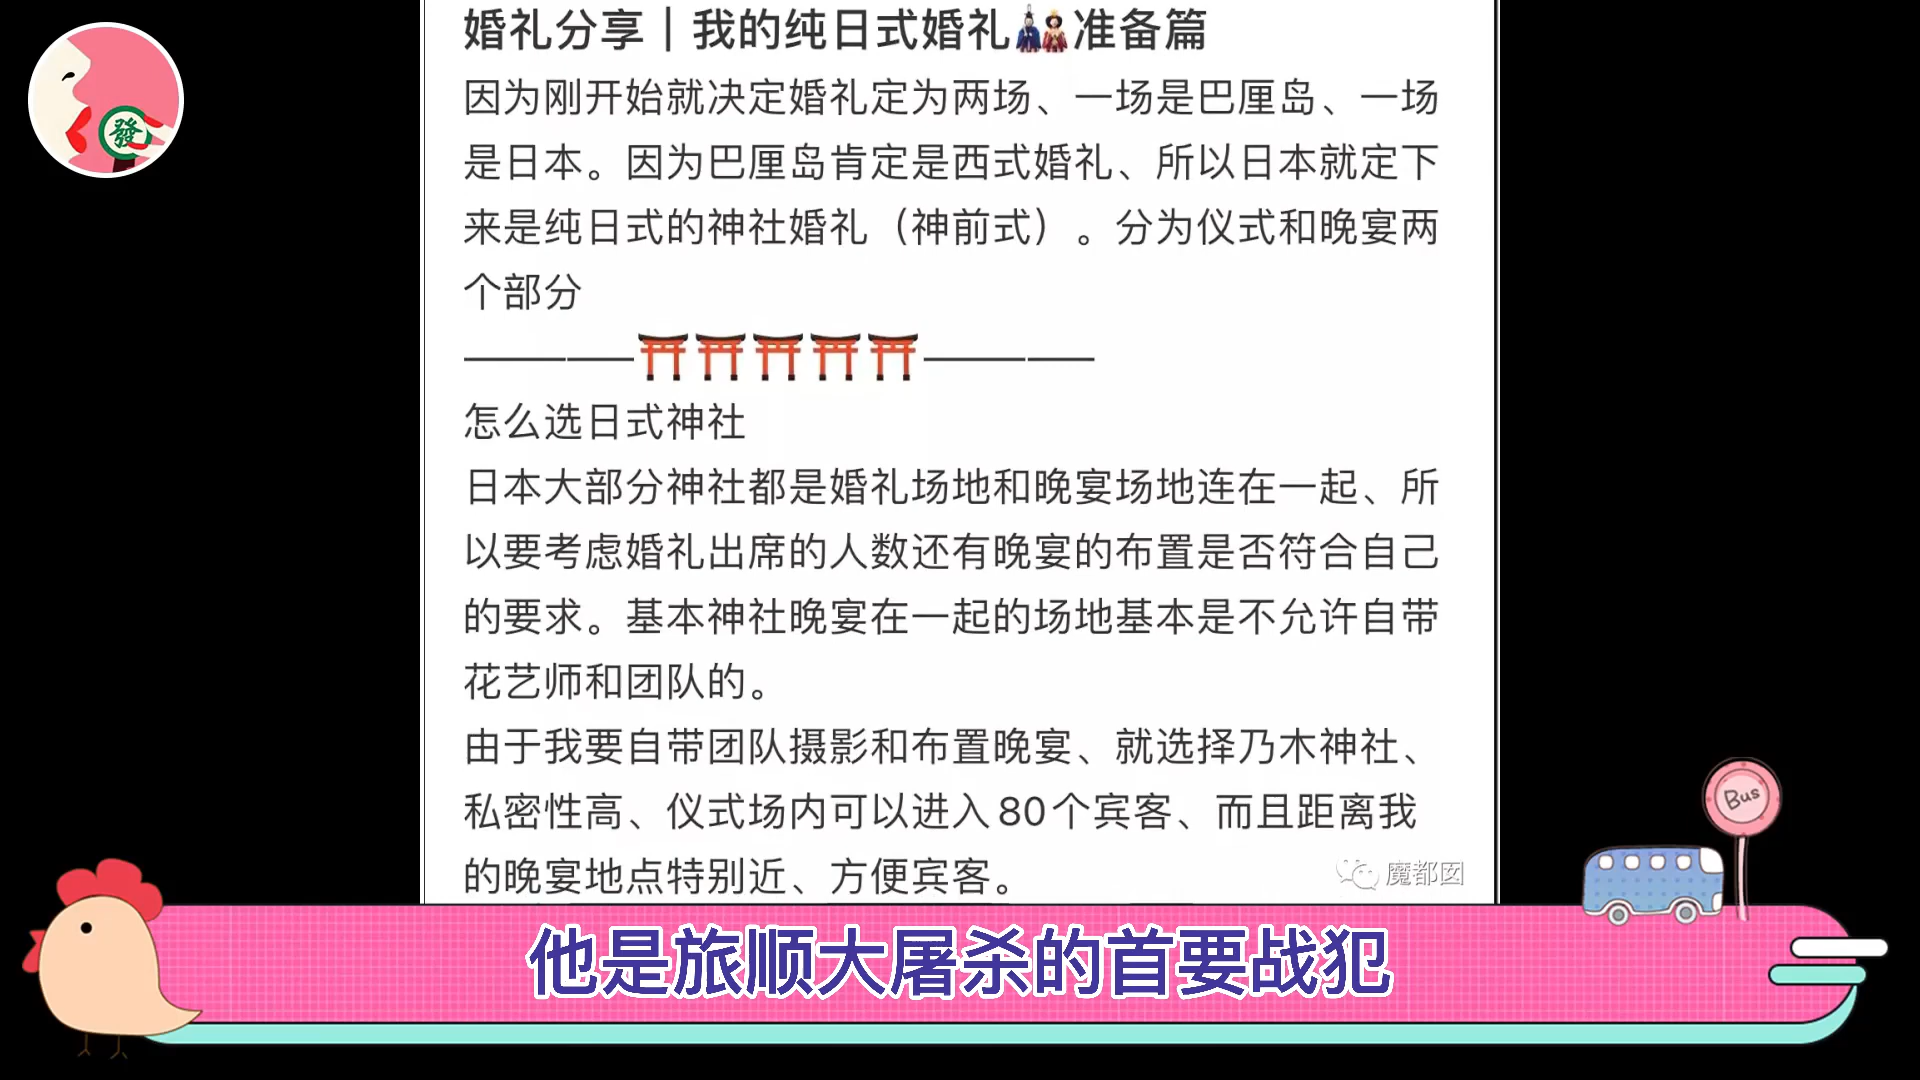 婚礼分享｜我的纯日式婚礼🎎准备篇
因为刚开始就决定婚礼定为两场、一场是巴厘岛、一场
是日本。因为巴厘岛肯定是西式婚礼、所以日本就定下
来是纯日式的神社婚礼（神前式）。分为仪式和晚宴两
个部分
—————⛩⛩⛩⛩⛩—————
怎么选日式神社
日本大部分神社都是婚礼场地和晚宴场地连在一起、所
以要考虑婚礼出席的人数还有晚宴的布置是否符合自己
的要求。基本神社晚宴在一起的场地基本是不允许自带
花艺师和团队的。
由于我要自带团队摄影和布置晚宴、就选择乃木神社、
私密性高、仪式场内可以进入80个宾客、而且距离我
的晚宴地点特别近、方便宾客。
魔都囡
他是旅顺大屠杀的首要战犯
發
Bus